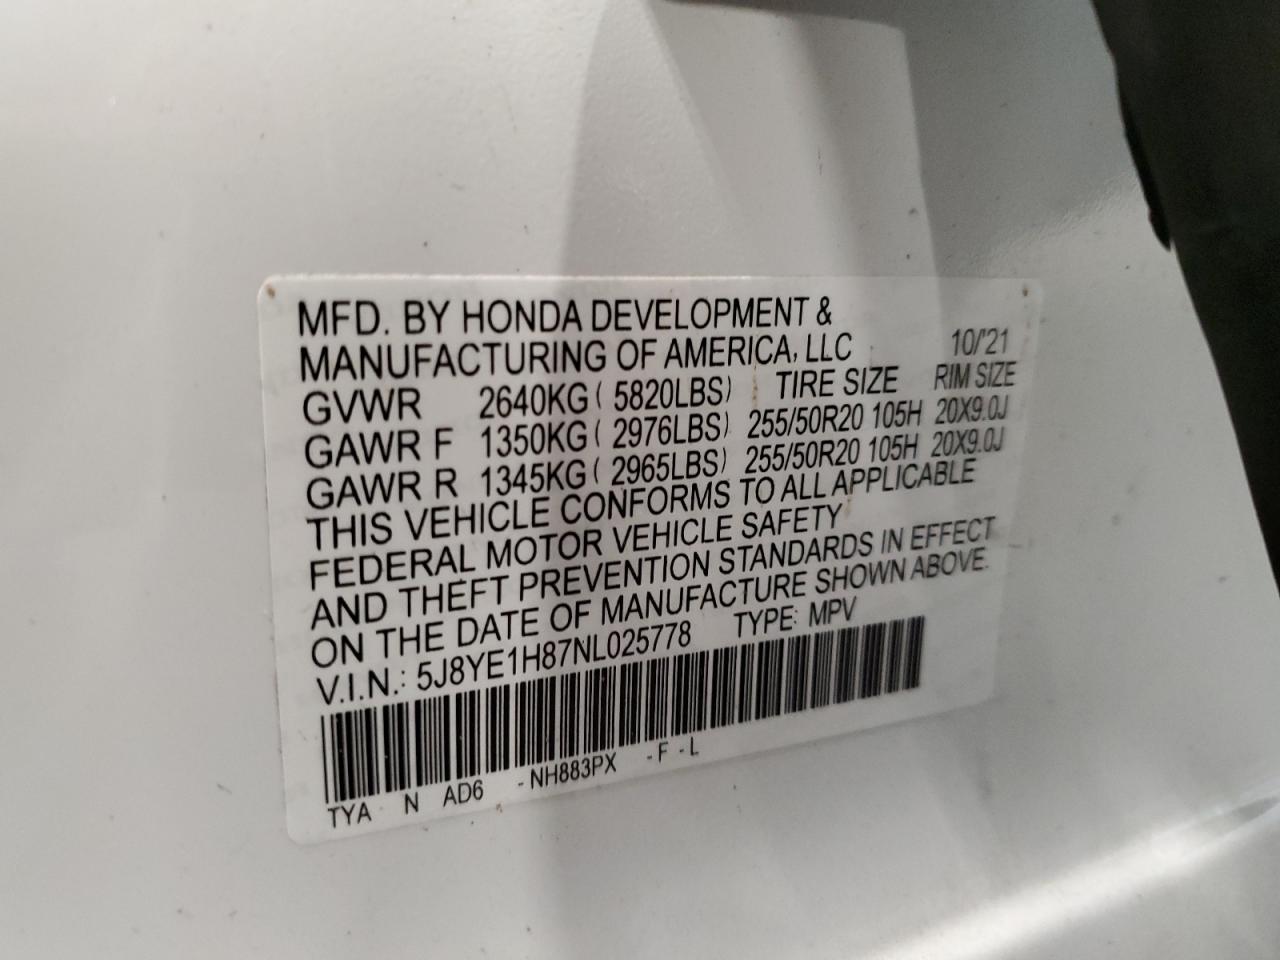 MFD. BY HONDA DEVELOPMENT &
MANUFACTURING OF AMERICA, LLC 10/'21
GVWR 2640KG ( 5820LBS) TIRE SIZE RIM SIZE
GAWR F 1350KG ( 2976LBS) 255/50R20 105H 20X9.0J
GAWR R 1345KG ( 2965LBS) 255/50R20 105H 20X9.0J
THIS VEHICLE CONFORMS TO ALL APPLICABLE
FEDERAL MOTOR VEHICLE SAFETY
AND THEFT PREVENTION STANDARDS IN EFFECT
ON THE DATE OF MANUFACTURE SHOWN ABOVE.
V.I.N.: 5J8YE1H87NL025778 TYPE: MPV
TYA N AD6 - NH883PX - F - L